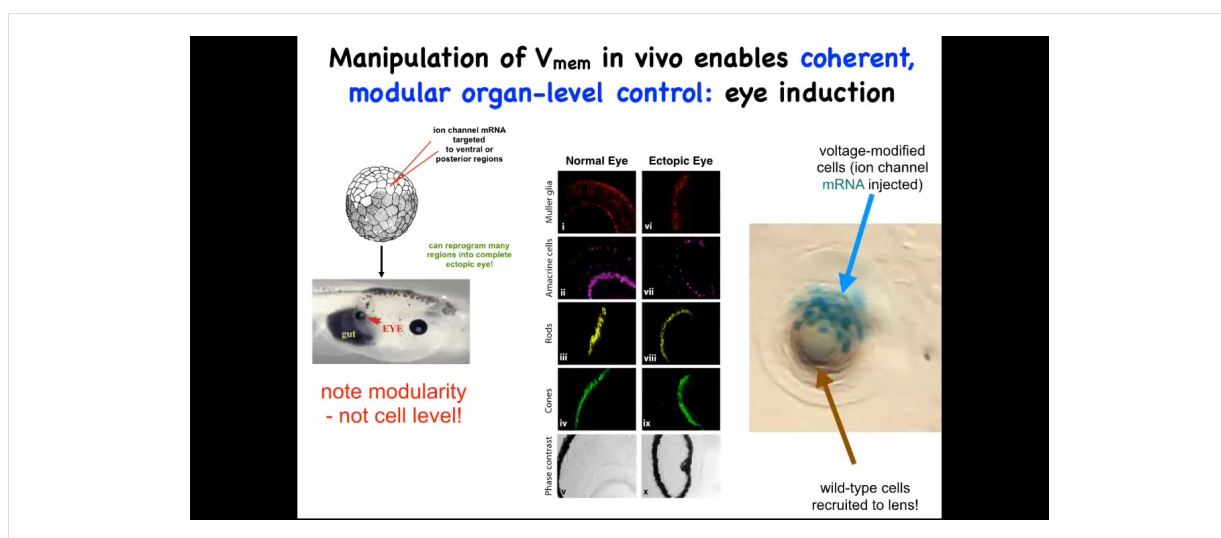 Manipulation of Vmem in vivo enables coherent,
modular organ-level control: eye induction
ion channel mRNA
targeted
to ventral or
posterior regions
can reprogram many
regions into complete
ectopic eye!
gut
EYE
note modularity
- not cell level!
Normal Eye
Ectopic Eye
Muller glia
i
vi
Amacrine cells
ii
vii
Rods
iii
viii
Cones
iv
ix
Phase contrast
v
x
voltage-modified
cells (ion channel
mRNA injected)
wild-type cells
recruited to lens!